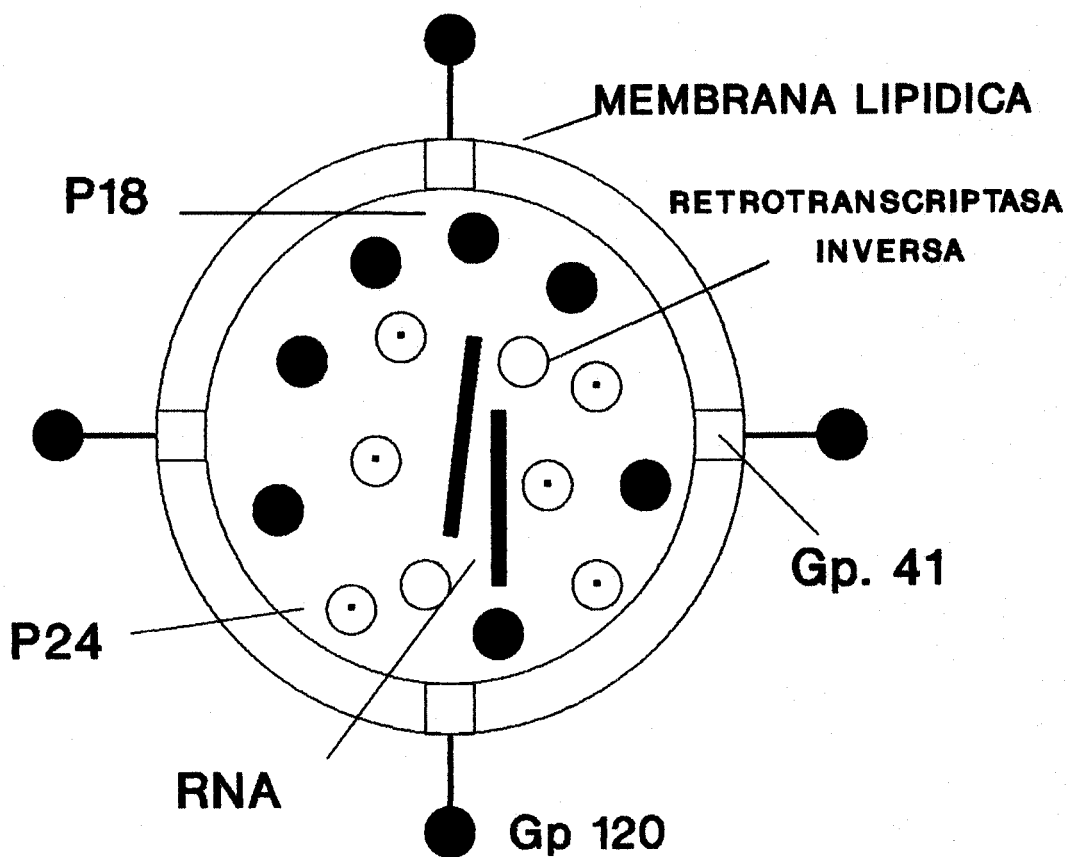 MEMBRANA LIPIDICA
P18
RETROTRANSCRIPTASA
INVERSA
Gp. 41
P24
RNA
Gp 120